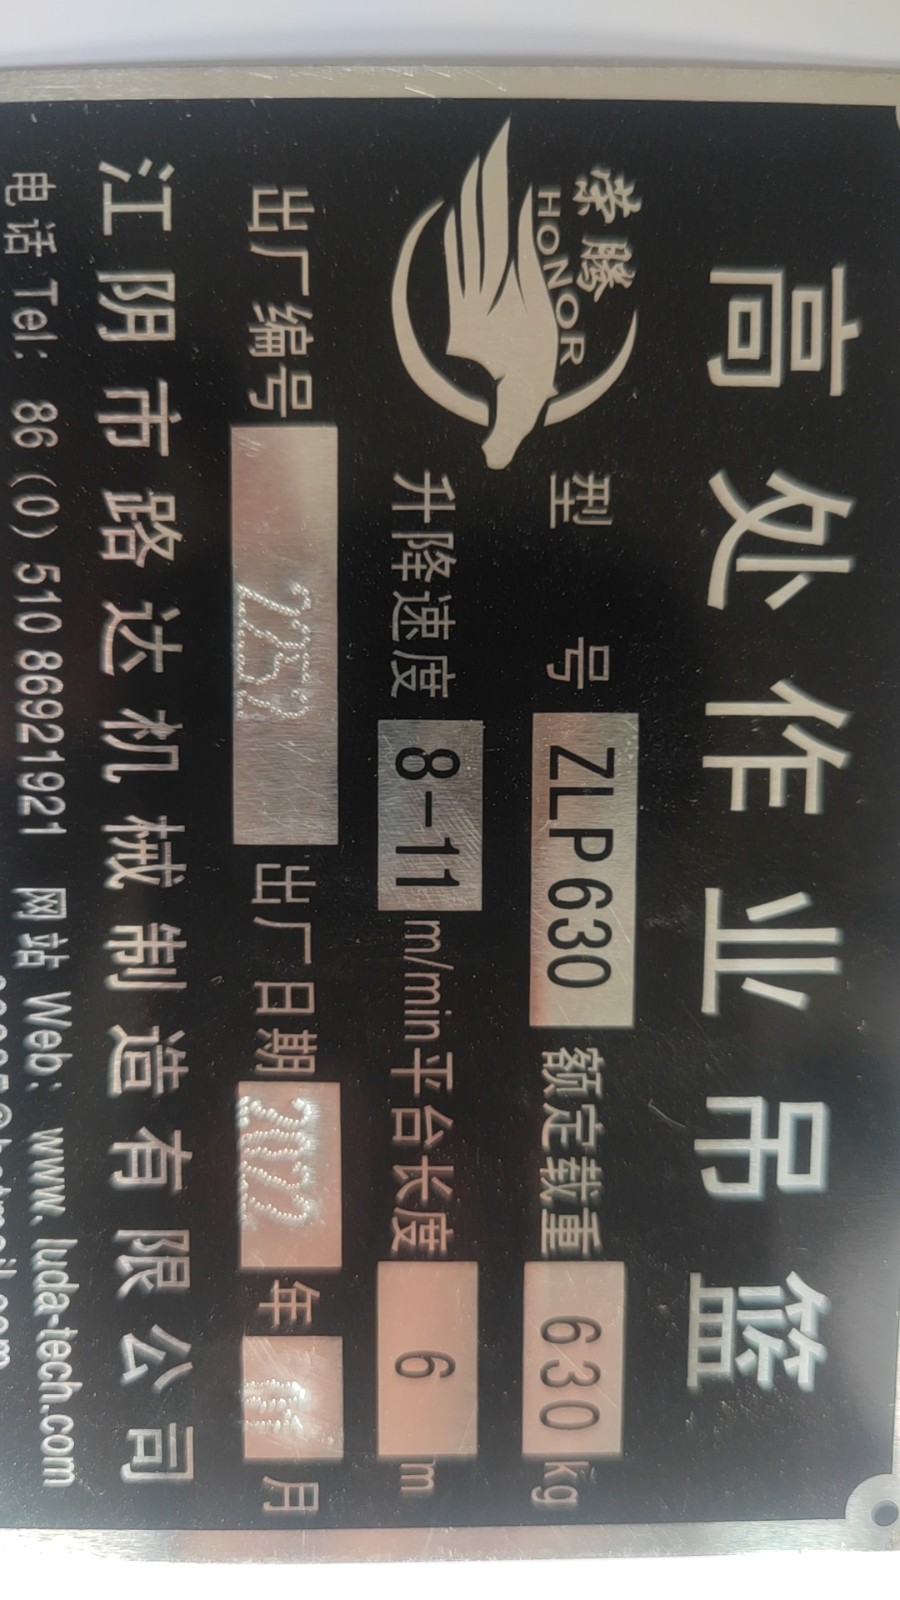 高处作业吊篮
荣腾
HONOR
型 号 ZLP630 额定载重 630 kg
升降速度 8-11 m/min 平台长度 6 m
出厂编号 2257 出厂日期 2022 年 月
江阴市路达机械制造有限公司
电话 Tel: 86 (0) 510 86921921 网站 Web: www.luda-tech.com